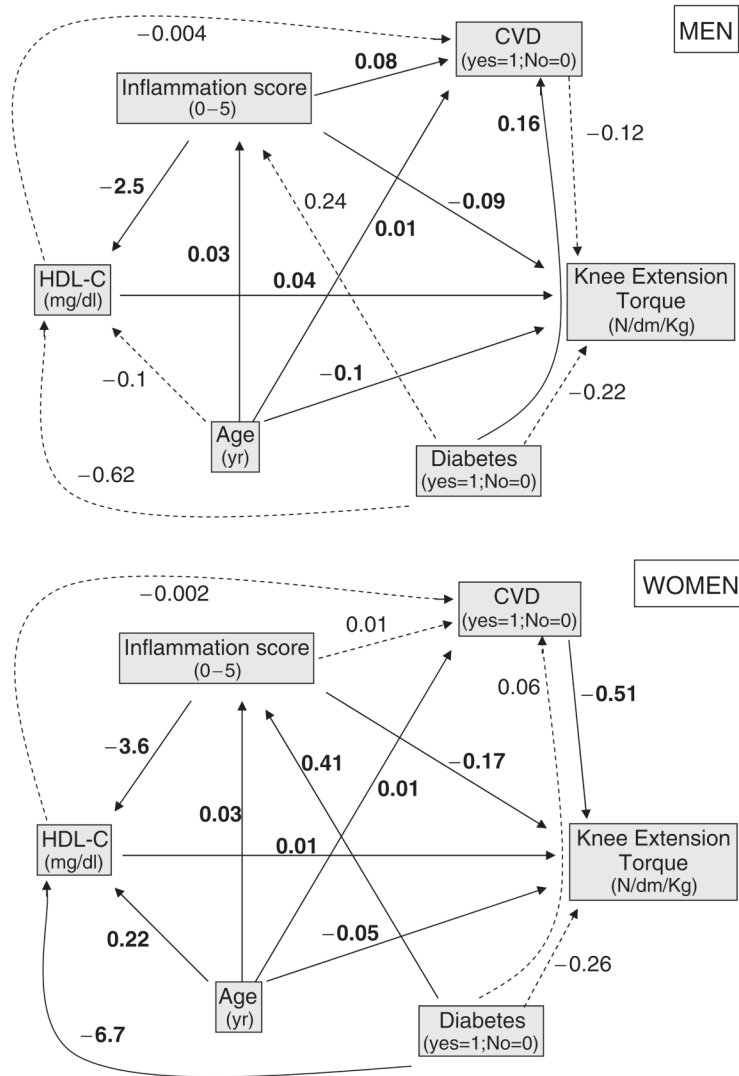 −0.004
CVD
(yes=1;No=0)
MEN
0.08
Inflammation score
(0−5)
0.16
−0.12
−2.5
0.24
−0.09
0.03
0.01
HDL-C
(mg/dl)
0.04
Knee Extension
Torque
(N/dm/Kg)
−0.1
−0.1
−0.22
Age
(yr)
Diabetes
(yes=1;No=0)
−0.62
−0.002
CVD
(yes=1;No=0)
WOMEN
0.01
Inflammation score
(0−5)
0.06
−0.51
−3.6
0.41
−0.17
0.01
0.03
HDL-C
(mg/dl)
0.01
Knee Extension
Torque
(N/dm/Kg)
0.22
−0.05
−0.26
Age
(yr)
Diabetes
(yes=1;No=0)
−6.7